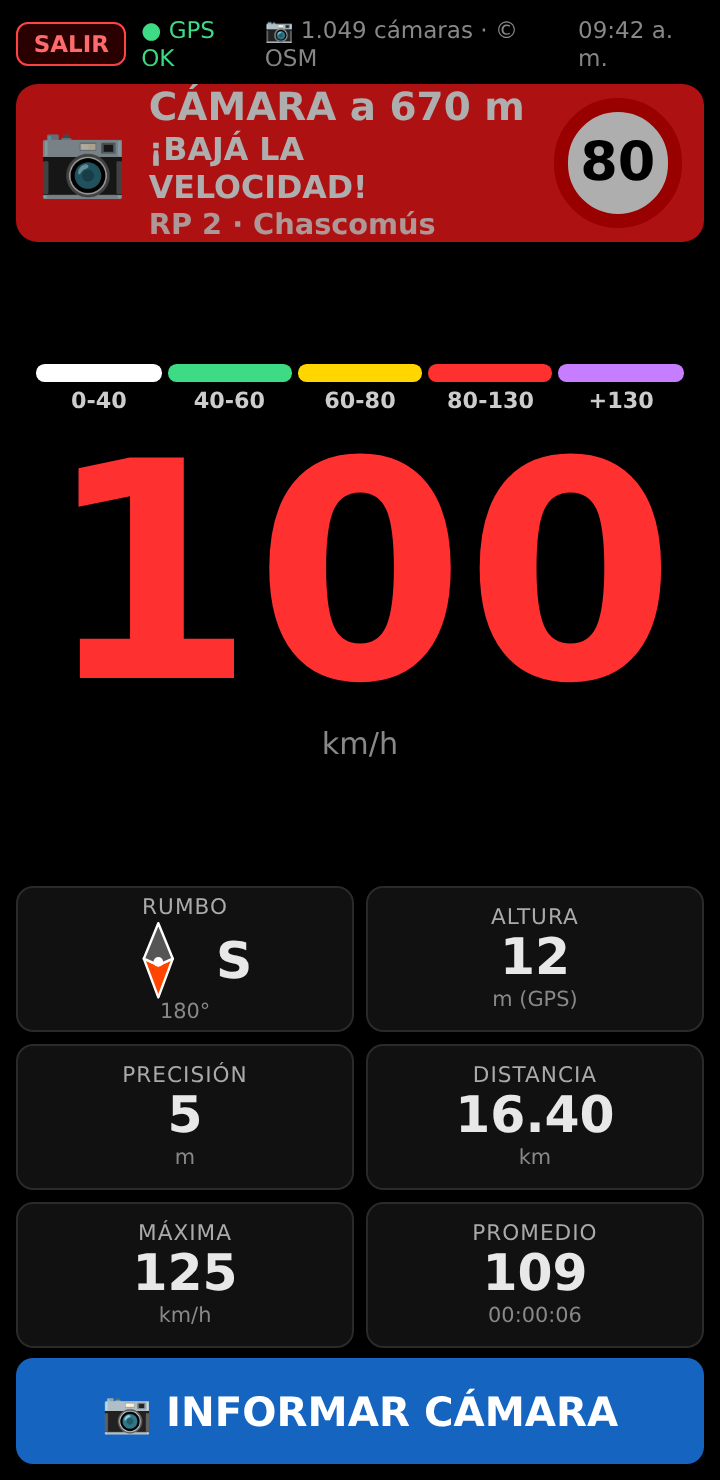 SALIR
● GPS OK
📷 1.049 cámaras · © OSM
09:42 a. m.
CÁMARA a 670 m
¡BAJÁ LA
VELOCIDAD!
RP 2 · Chascomús
80
0-40
40-60
60-80
80-130
+130
100
km/h
RUMBO
S
180°
ALTURA
12
m (GPS)
PRECISIÓN
5
m
DISTANCIA
16.40
km
MÁXIMA
125
km/h
PROMEDIO
109
00:00:06
📷 INFORMAR CÁMARA